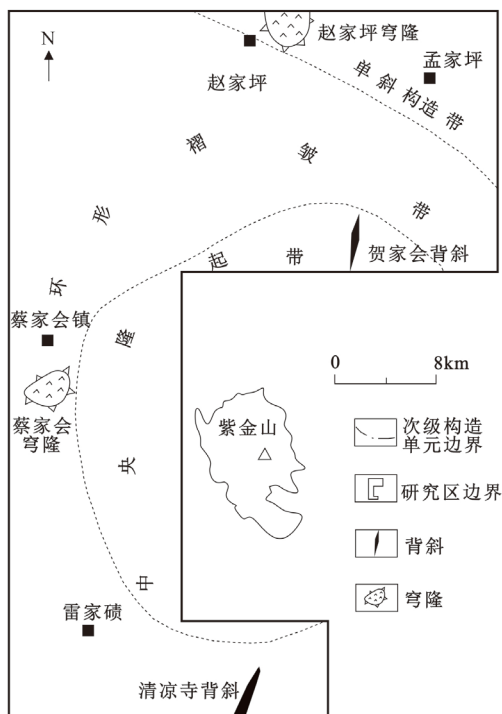 N
赵家坪穹隆
孟家坪
赵家坪
单斜构造带
环形褶皱带
中央隆起带
贺家会背斜
蔡家会镇
蔡家会
穹隆
紫金山
0 8km
次级构造
单元边界
研究区边界
背斜
穹隆
雷家碛
清凉寺背斜